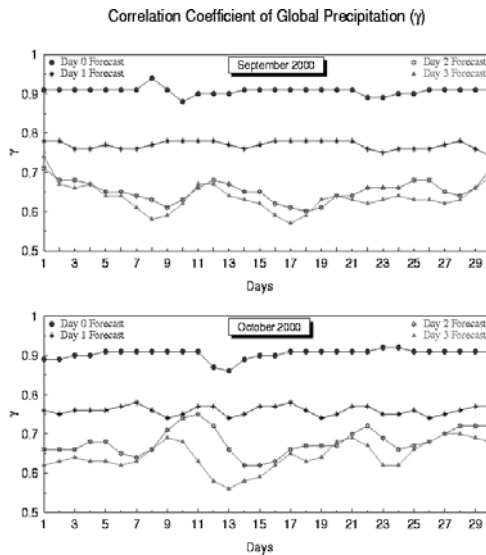 Correlation Coefficient of Global Precipitation (γ)
1
Day 0 Forecast
Day 1 Forecast
September 2000
Day 2 Forecast
Day 3 Forecast
0.9
0.8
γ
0.7
0.6
0.5
1 3 5 7 9 11 13 15 17 19 21 23 25 27 29
Days
1
Day 0 Forecast
Day 1 Forecast
October 2000
Day 2 Forecast
Day 3 Forecast
0.9
0.8
γ
0.7
0.6
0.5
1 3 5 7 9 11 13 15 17 19 21 23 25 27 29
Days